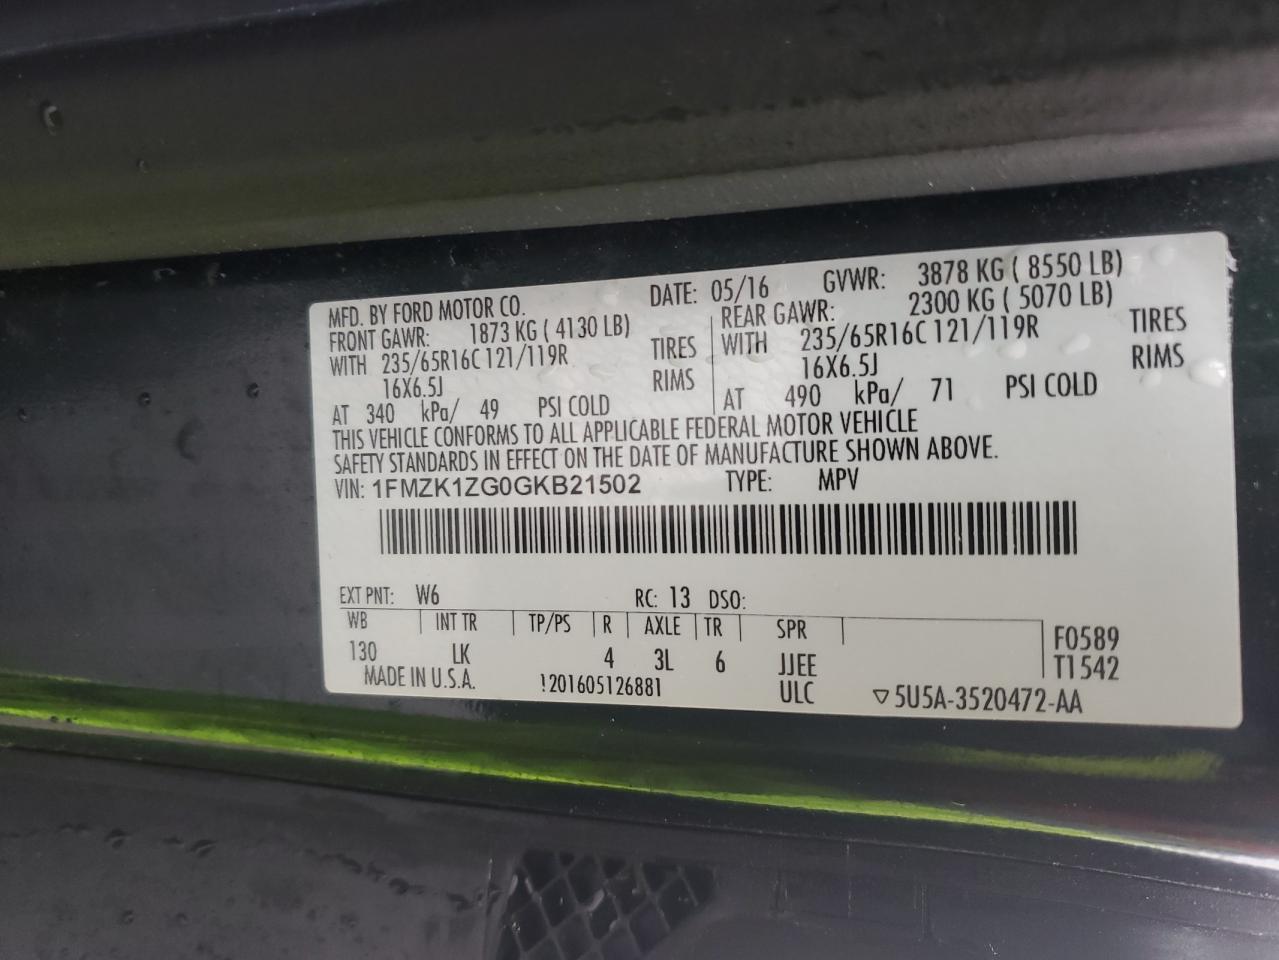 MFD. BY FORD MOTOR CO. DATE: 05/16 GVWR: 3878 KG ( 8550 LB)
FRONT GAWR: 1873 KG ( 4130 LB) REAR GAWR: 2300 KG ( 5070 LB)
WITH 235/65R16C 121/119R TIRES WITH 235/65R16C 121/119R TIRES
16X6.5J RIMS 16X6.5J RIMS
AT 340 kPa/ 49 PSI COLD AT 490 kPa/ 71 PSI COLD
THIS VEHICLE CONFORMS TO ALL APPLICABLE FEDERAL MOTOR VEHICLE
SAFETY STANDARDS IN EFFECT ON THE DATE OF MANUFACTURE SHOWN ABOVE.
VIN: 1FMZK1ZG0GKB21502 TYPE: MPV
EXT PNT: W6 RC: 13 DSO:
WB INT TR TP/PS R AXLE TR SPR F0589
130 LK 4 3L 6 JJEE T1542
MADE IN U.S.A. !201605126881 ULC ▽5U5A-3520472-AA